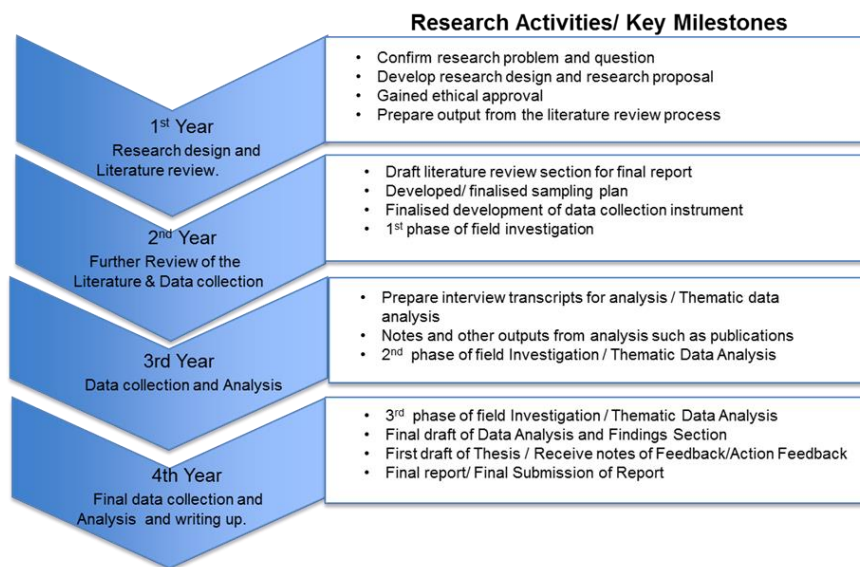 Research Activities/ Key Milestones
1st Year
Research design and
Literature review.
• Confirm research problem and question
• Develop research design and research proposal
• Gained ethical approval
• Prepare output from the literature review process
2nd Year
Further Review of the
Literature & Data collection
• Draft literature review section for final report
• Developed/ finalised sampling plan
• Finalised development of data collection instrument
• 1st phase of field investigation
3rd Year
Data collection and Analysis
• Prepare interview transcripts for analysis / Thematic data
analysis
• Notes and other outputs from analysis such as publications
• 2nd phase of field Investigation / Thematic Data Analysis
4th Year
Final data collection and
Analysis and writing up.
• 3rd phase of field Investigation / Thematic Data Analysis
• Final draft of Data Analysis and Findings Section
• First draft of Thesis / Receive notes of Feedback/Action Feedback
• Final report/ Final Submission of Report